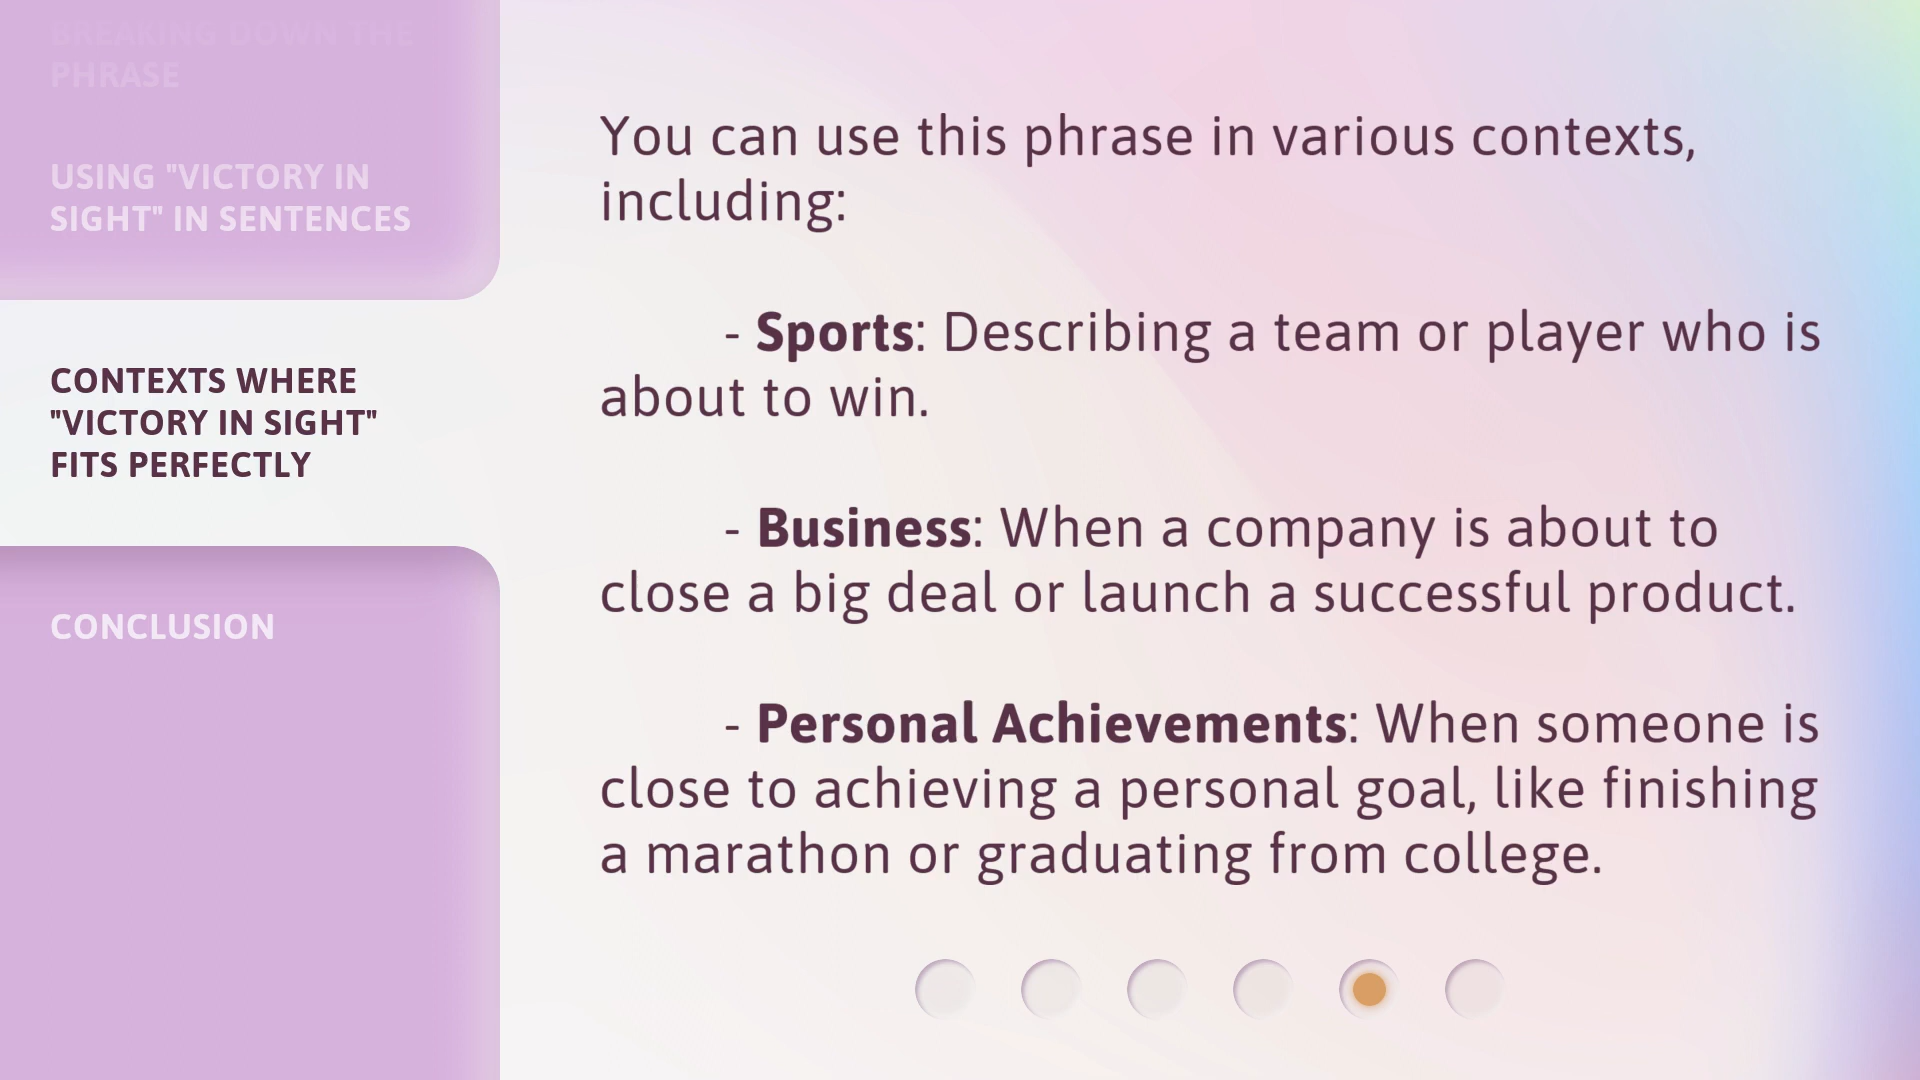 BREAKING DOWN THE
PHRASE
USING "VICTORY IN
SIGHT" IN SENTENCES
CONTEXTS WHERE
"VICTORY IN SIGHT"
FITS PERFECTLY
CONCLUSION
You can use this phrase in various contexts,
including:
- Sports: Describing a team or player who is
about to win.
- Business: When a company is about to
close a big deal or launch a successful product.
- Personal Achievements: When someone is
close to achieving a personal goal, like finishing
a marathon or graduating from college.